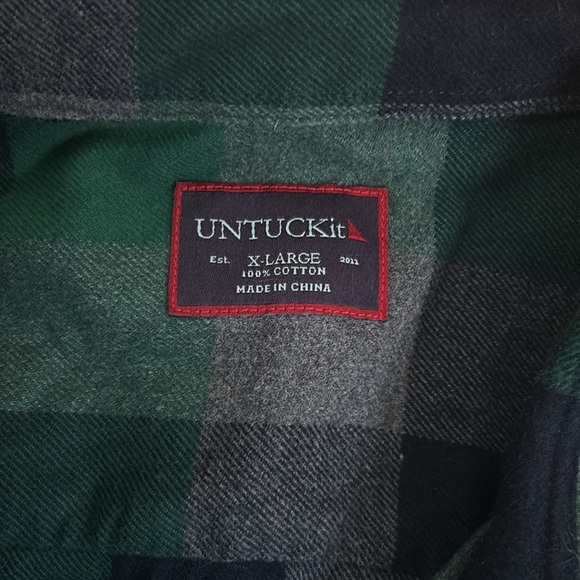 UNTUCKit
Est. X-LARGE 2011
100% COTTON
MADE IN CHINA